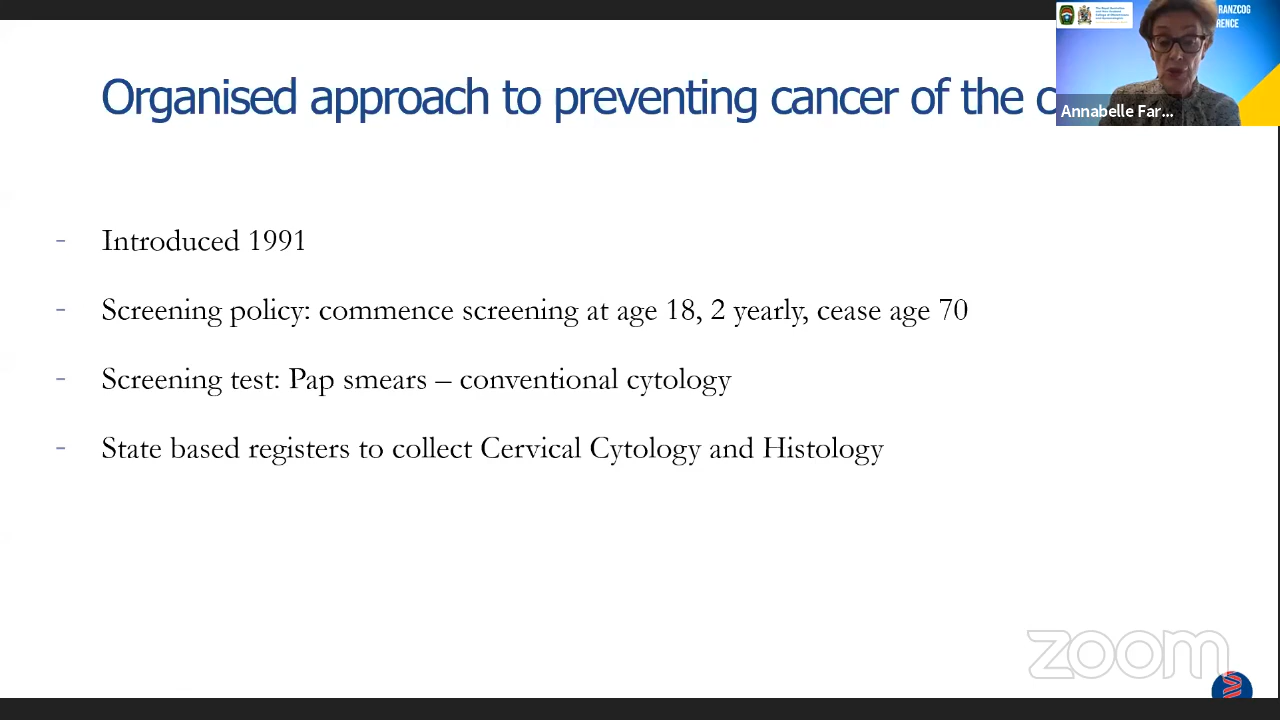 Organised approach to preventing cancer of the
- Introduced 1991
- Screening policy: commence screening at age 18, 2 yearly, cease age 70
- Screening test: Pap smears – conventional cytology
- State based registers to collect Cervical Cytology and Histology
RANZCOG
Annabelle Far...
zoom